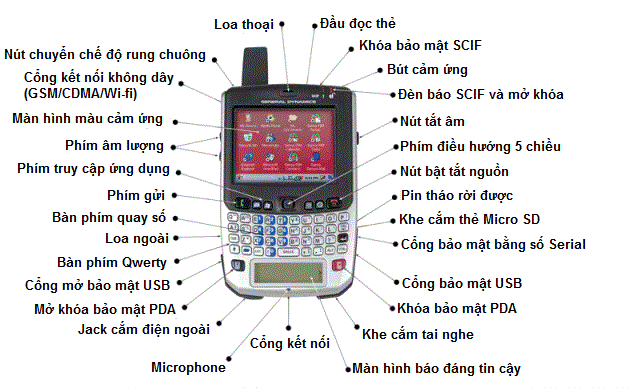 Loa thoại
Đầu đọc thẻ
Khóa bảo mật SCIF
Nút chuyển chế độ rung chuông
Bút cảm ứng
Cổng kết nối không dây
(GSM/CDMA/Wi-fi)
Đèn báo SCIF và mở khóa
Màn hình màu cảm ứng
GENERAL DYNAMICS
Nút tắt âm
Phím âm lượng
Phím điều hướng 5 chiều
Phím truy cập ứng dụng
Nút bật tắt nguồn
Phím gửi
Pin tháo rời được
Bàn phím quay số
Khe cắm thẻ Micro SD
Loa ngoài
Cổng bảo mật bằng số Serial
Bàn phím Qwerty
Cổng mở bảo mật USB
Cổng bảo mật USB
Mở khóa bảo mật PDA
Khóa bảo mật PDA
Jack cắm điện ngoài
Khe cắm tai nghe
Cổng kết nối
Microphone
Màn hình báo đáng tin cậy